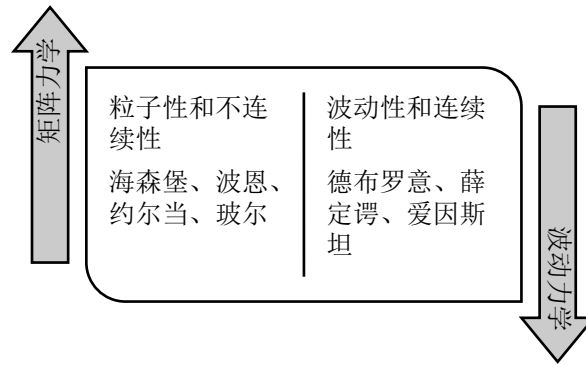 矩阵力学
粒子性和不连
续性
海森堡、波恩、
约尔当、玻尔
波动性和连续
性
德布罗意、薛
定谔、爱因斯
坦
波动力学